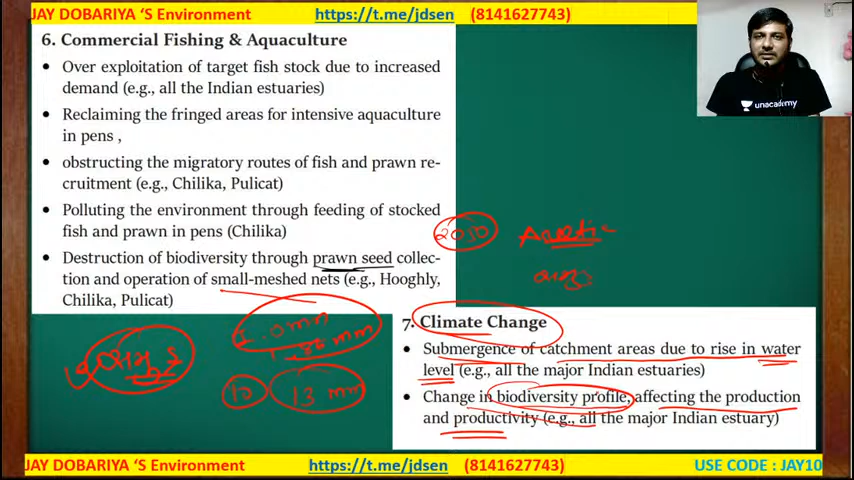 JAY DOBARIYA ‘S Environment https://t.me/jdsen (8141627743)
unacademy
6. Commercial Fishing & Aquaculture
• Over exploitation of target fish stock due to increased
demand (e.g., all the Indian estuaries)
• Reclaiming the fringed areas for intensive aquaculture
in pens ,
• obstructing the migratory routes of fish and prawn re-
cruitment (e.g., Chilika, Pulicat)
• Polluting the environment through feeding of stocked
fish and prawn in pens (Chilika)
• Destruction of biodiversity through prawn seed collec-
tion and operation of small-meshed nets (e.g., Hooghly,
Chilika, Pulicat)
2050
10 13 mm
7. Climate Change
• Submergence of catchment areas due to rise in water
level (e.g., all the major Indian estuaries)
• Change in biodiversity profile, affecting the production
and productivity (e.g., all the major Indian estuary)
JAY DOBARIYA ‘S Environment https://t.me/jdsen (8141627743) USE CODE : JAY10